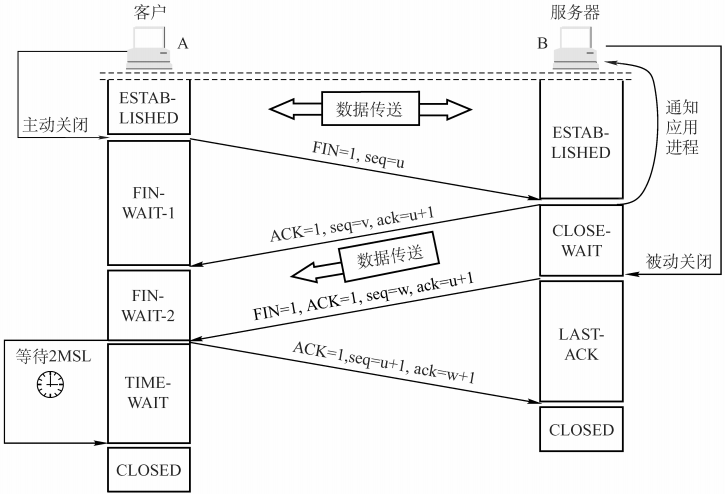 客户
服务器
A
B
ESTAB-
LISHED
数据传送
通知
应用
进程
主动关闭
ESTAB-
LISHED
FIN=1, seq=u
FIN-
WAIT-1
ACK=1, seq=v, ack=u+1
CLOSE-
WAIT
数据传送
被动关闭
FIN-
WAIT-2
FIN=1, ACK=1, seq=w, ack=u+1
LAST-
ACK
等待2MSL
ACK=1,seq=u+1, ack=w+1
TIME-
WAIT
CLOSED
CLOSED